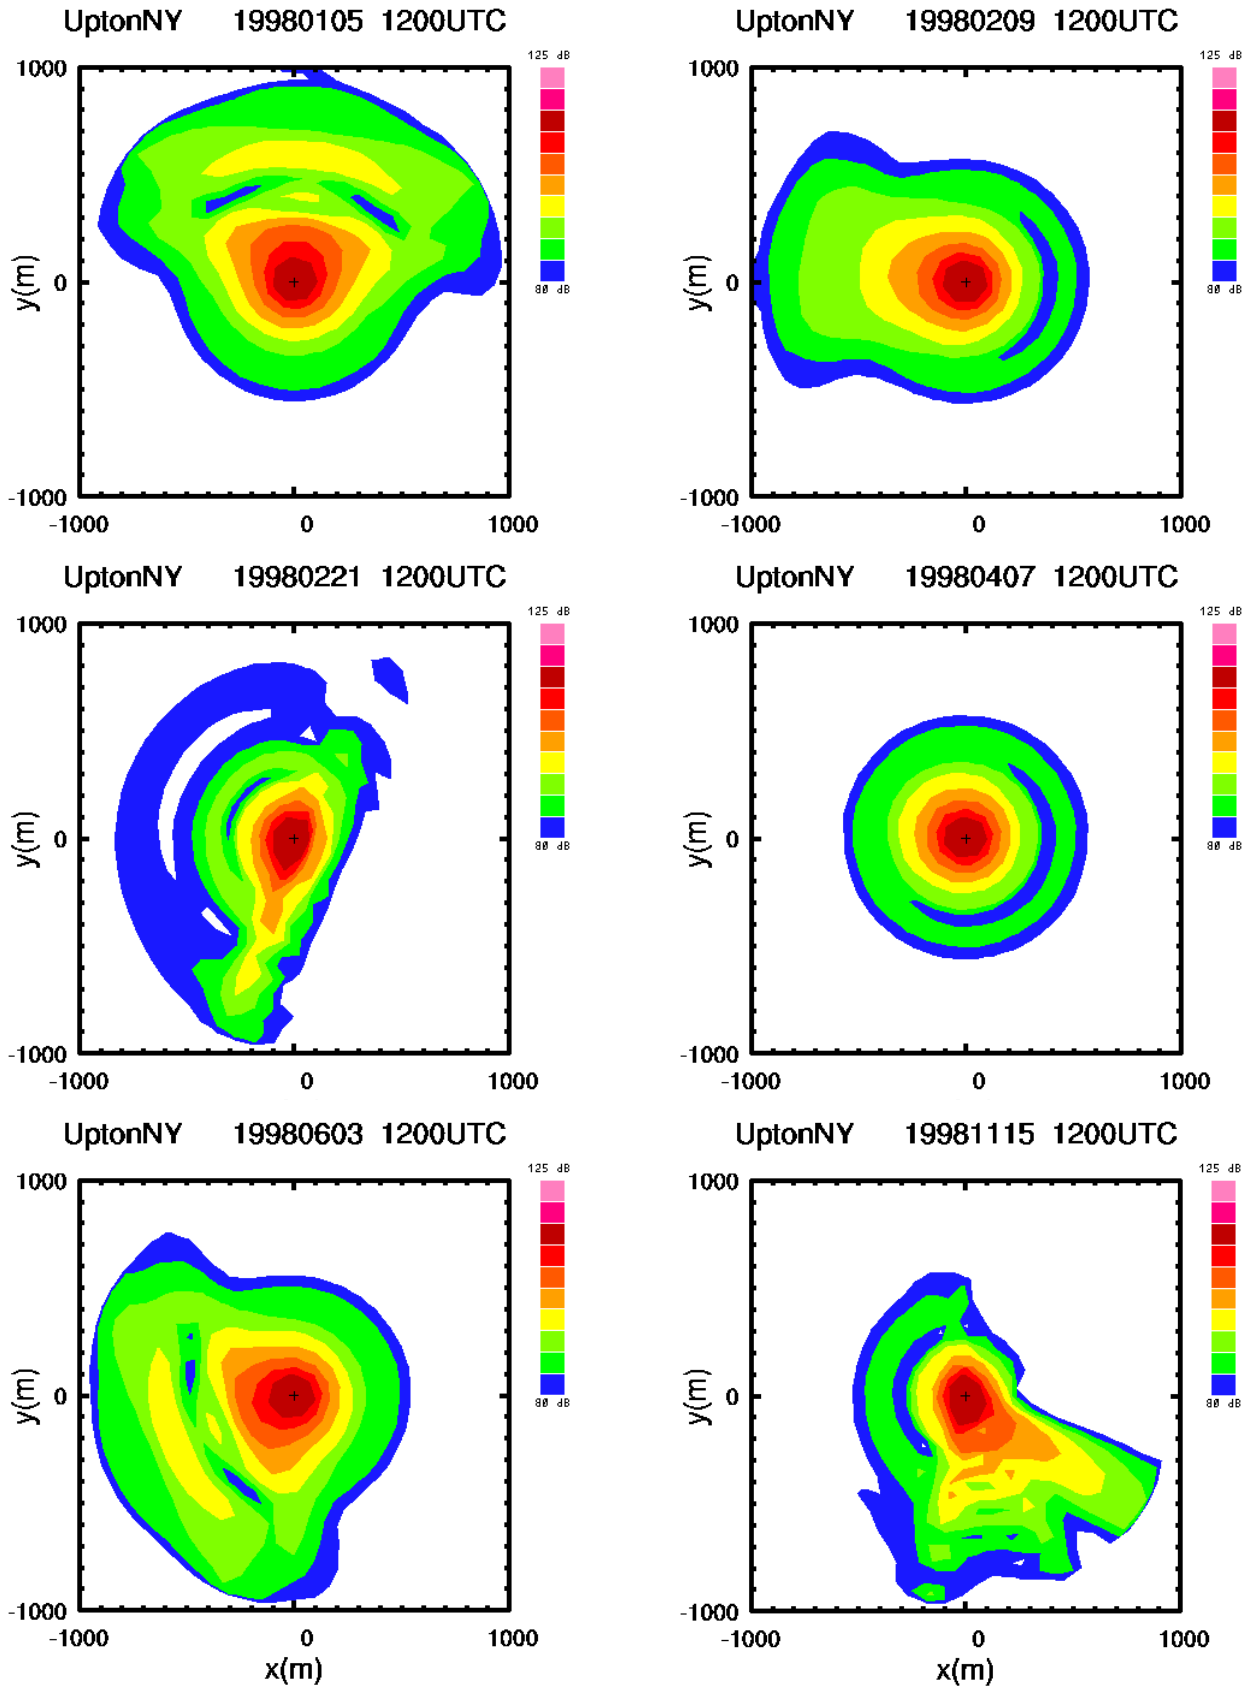 UptonNY 19980105 1200UTC
UptonNY 19980209 1200UTC
125 dB
125 dB
1000
1000
y(m)
y(m)
0
0
80 dB
80 dB
-1000
-1000
-1000 0 1000
-1000 0 1000
UptonNY 19980221 1200UTC
UptonNY 19980407 1200UTC
125 dB
125 dB
1000
1000
y(m)
y(m)
0
0
80 dB
80 dB
-1000
-1000
-1000 0 1000
-1000 0 1000
UptonNY 19980603 1200UTC
UptonNY 19981115 1200UTC
125 dB
125 dB
1000
1000
y(m)
y(m)
0
0
80 dB
80 dB
-1000
-1000
-1000 0 1000
-1000 0 1000
x(m)
x(m)